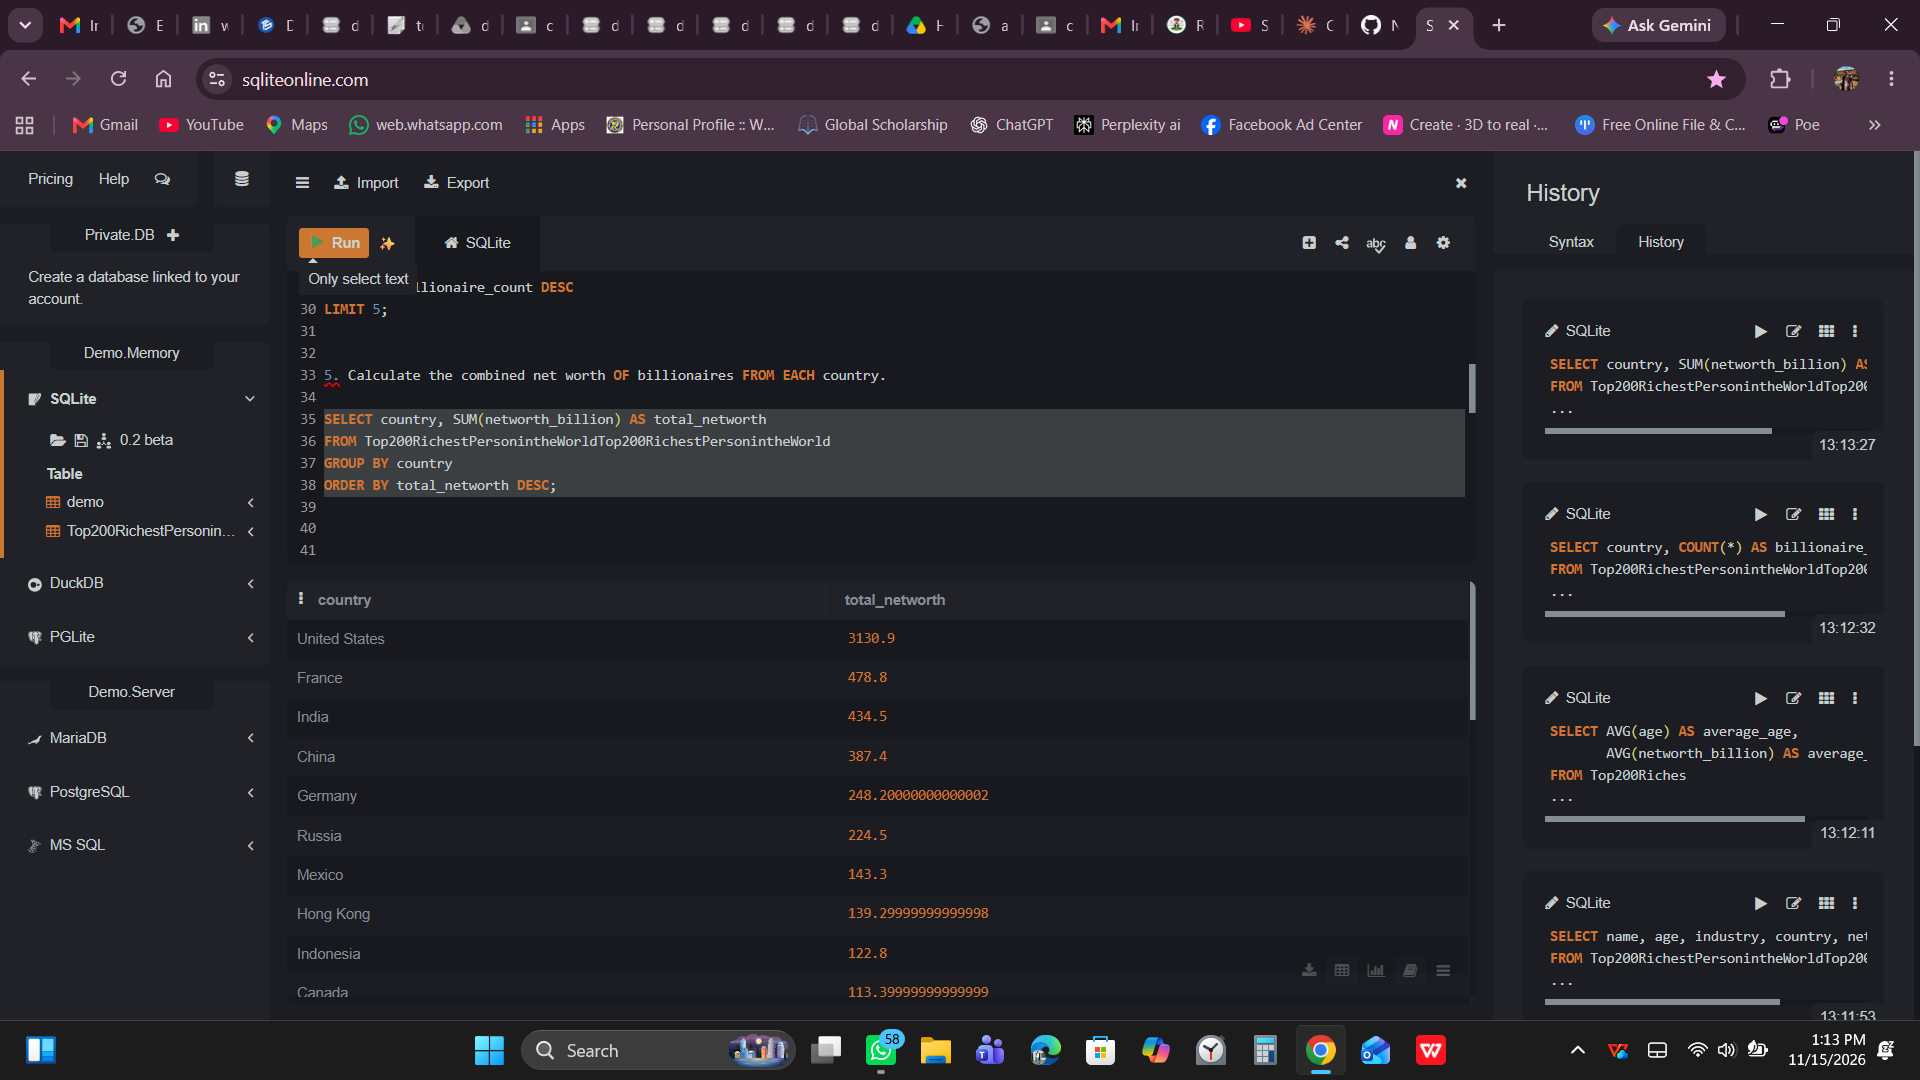 Ir
E
w
D
d
to
d
c
d
d
d
d
d
H
a
c
Ir
R
S
C
N
S
Ask Gemini
sqliteonline.com
Gmail
YouTube
Maps
web.whatsapp.com
Apps
Personal Profile :: W...
Global Scholarship
ChatGPT
Perplexity ai
Facebook Ad Center
Create · 3D to real ·...
Free Online File & C...
Poe
»
Pricing
Help
Import
Export
Private.DB
Create a database linked to your
account.
Demo.Memory
SQLite
0.2 beta
Table
demo
Top200RichestPersonin...
DuckDB
PGLite
Demo.Server
MariaDB
PostgreSQL
MS SQL
Run
SQLite
abc
Only select text
llionaire_count DESC
30 LIMIT 5;
31
32
33 5. Calculate the combined net worth OF billionaires FROM EACH country.
34
35 SELECT country, SUM(networth_billion) AS total_networth
36 FROM Top200RichestPersonintheWorldTop200RichestPersonintheWorld
37 GROUP BY country
38 ORDER BY total_networth DESC;
39
40
41
country total_networth
United States 3130.9
France 478.8
India 434.5
China 387.4
Germany 248.20000000000002
Russia 224.5
Mexico 143.3
Hong Kong 139.29999999999998
Indonesia 122.8
Canada 113.39999999999999
History
Syntax
History
SQLite
SELECT country, SUM(networth_billion) AS
FROM Top200RichestPersonintheWorldTop200
...
13:13:27
SQLite
SELECT country, COUNT(*) AS billionaire_
FROM Top200RichestPersonintheWorldTop200
...
13:12:32
SQLite
SELECT AVG(age) AS average_age,
AVG(networth_billion) AS average_
FROM Top200Riches
...
13:12:11
SQLite
SELECT name, age, industry, country, net
FROM Top200RichestPersonintheWorldTop200
...
13:11:53
Search
58
1:13 PM
11/15/2026